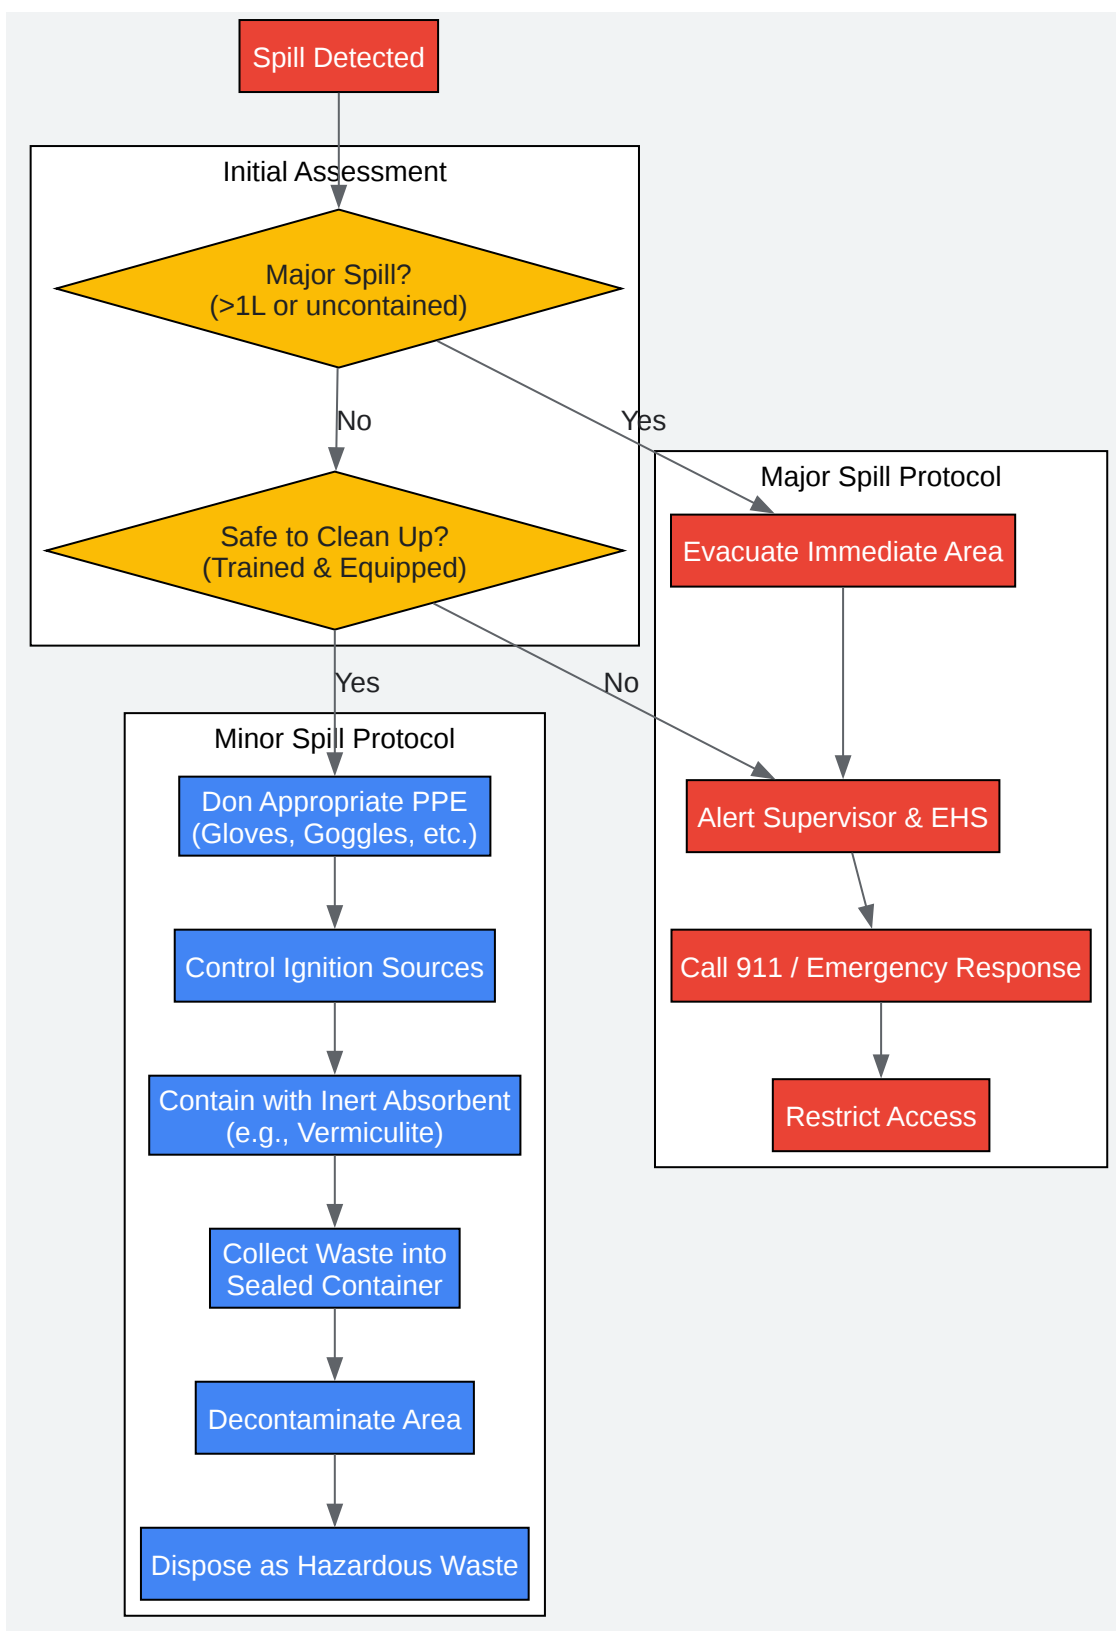 Spill Detected
Initial Assessment
Major Spill?
(>1L or uncontained)
No
Yes
Safe to Clean Up?
(Trained & Equipped)
Yes
No
Major Spill Protocol
Evacuate Immediate Area
Alert Supervisor & EHS
Call 911 / Emergency Response
Restrict Access
Minor Spill Protocol
Don Appropriate PPE
(Gloves, Goggles, etc.)
Control Ignition Sources
Contain with Inert Absorbent
(e.g., Vermiculite)
Collect Waste into
Sealed Container
Decontaminate Area
Dispose as Hazardous Waste